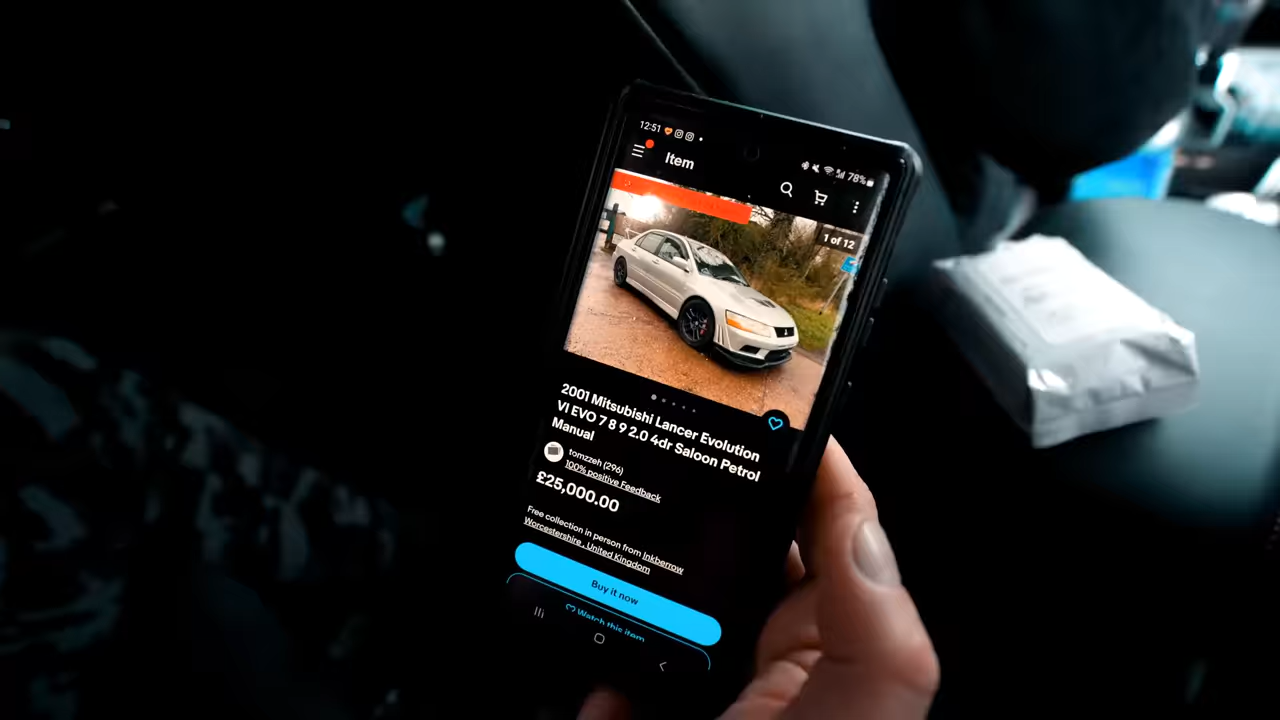 12:51
78%
Item
1 of 12
2001 Mitsubishi Lancer Evolution
VI EVO 7 8 9 2.0 4dr Saloon Petrol
Manual
tomzzeh (296)
100% positive Feedback
£25,000.00
Free collection in person from Inkberrow
Worcestershire , United Kingdom
Buy it now
Watch this item